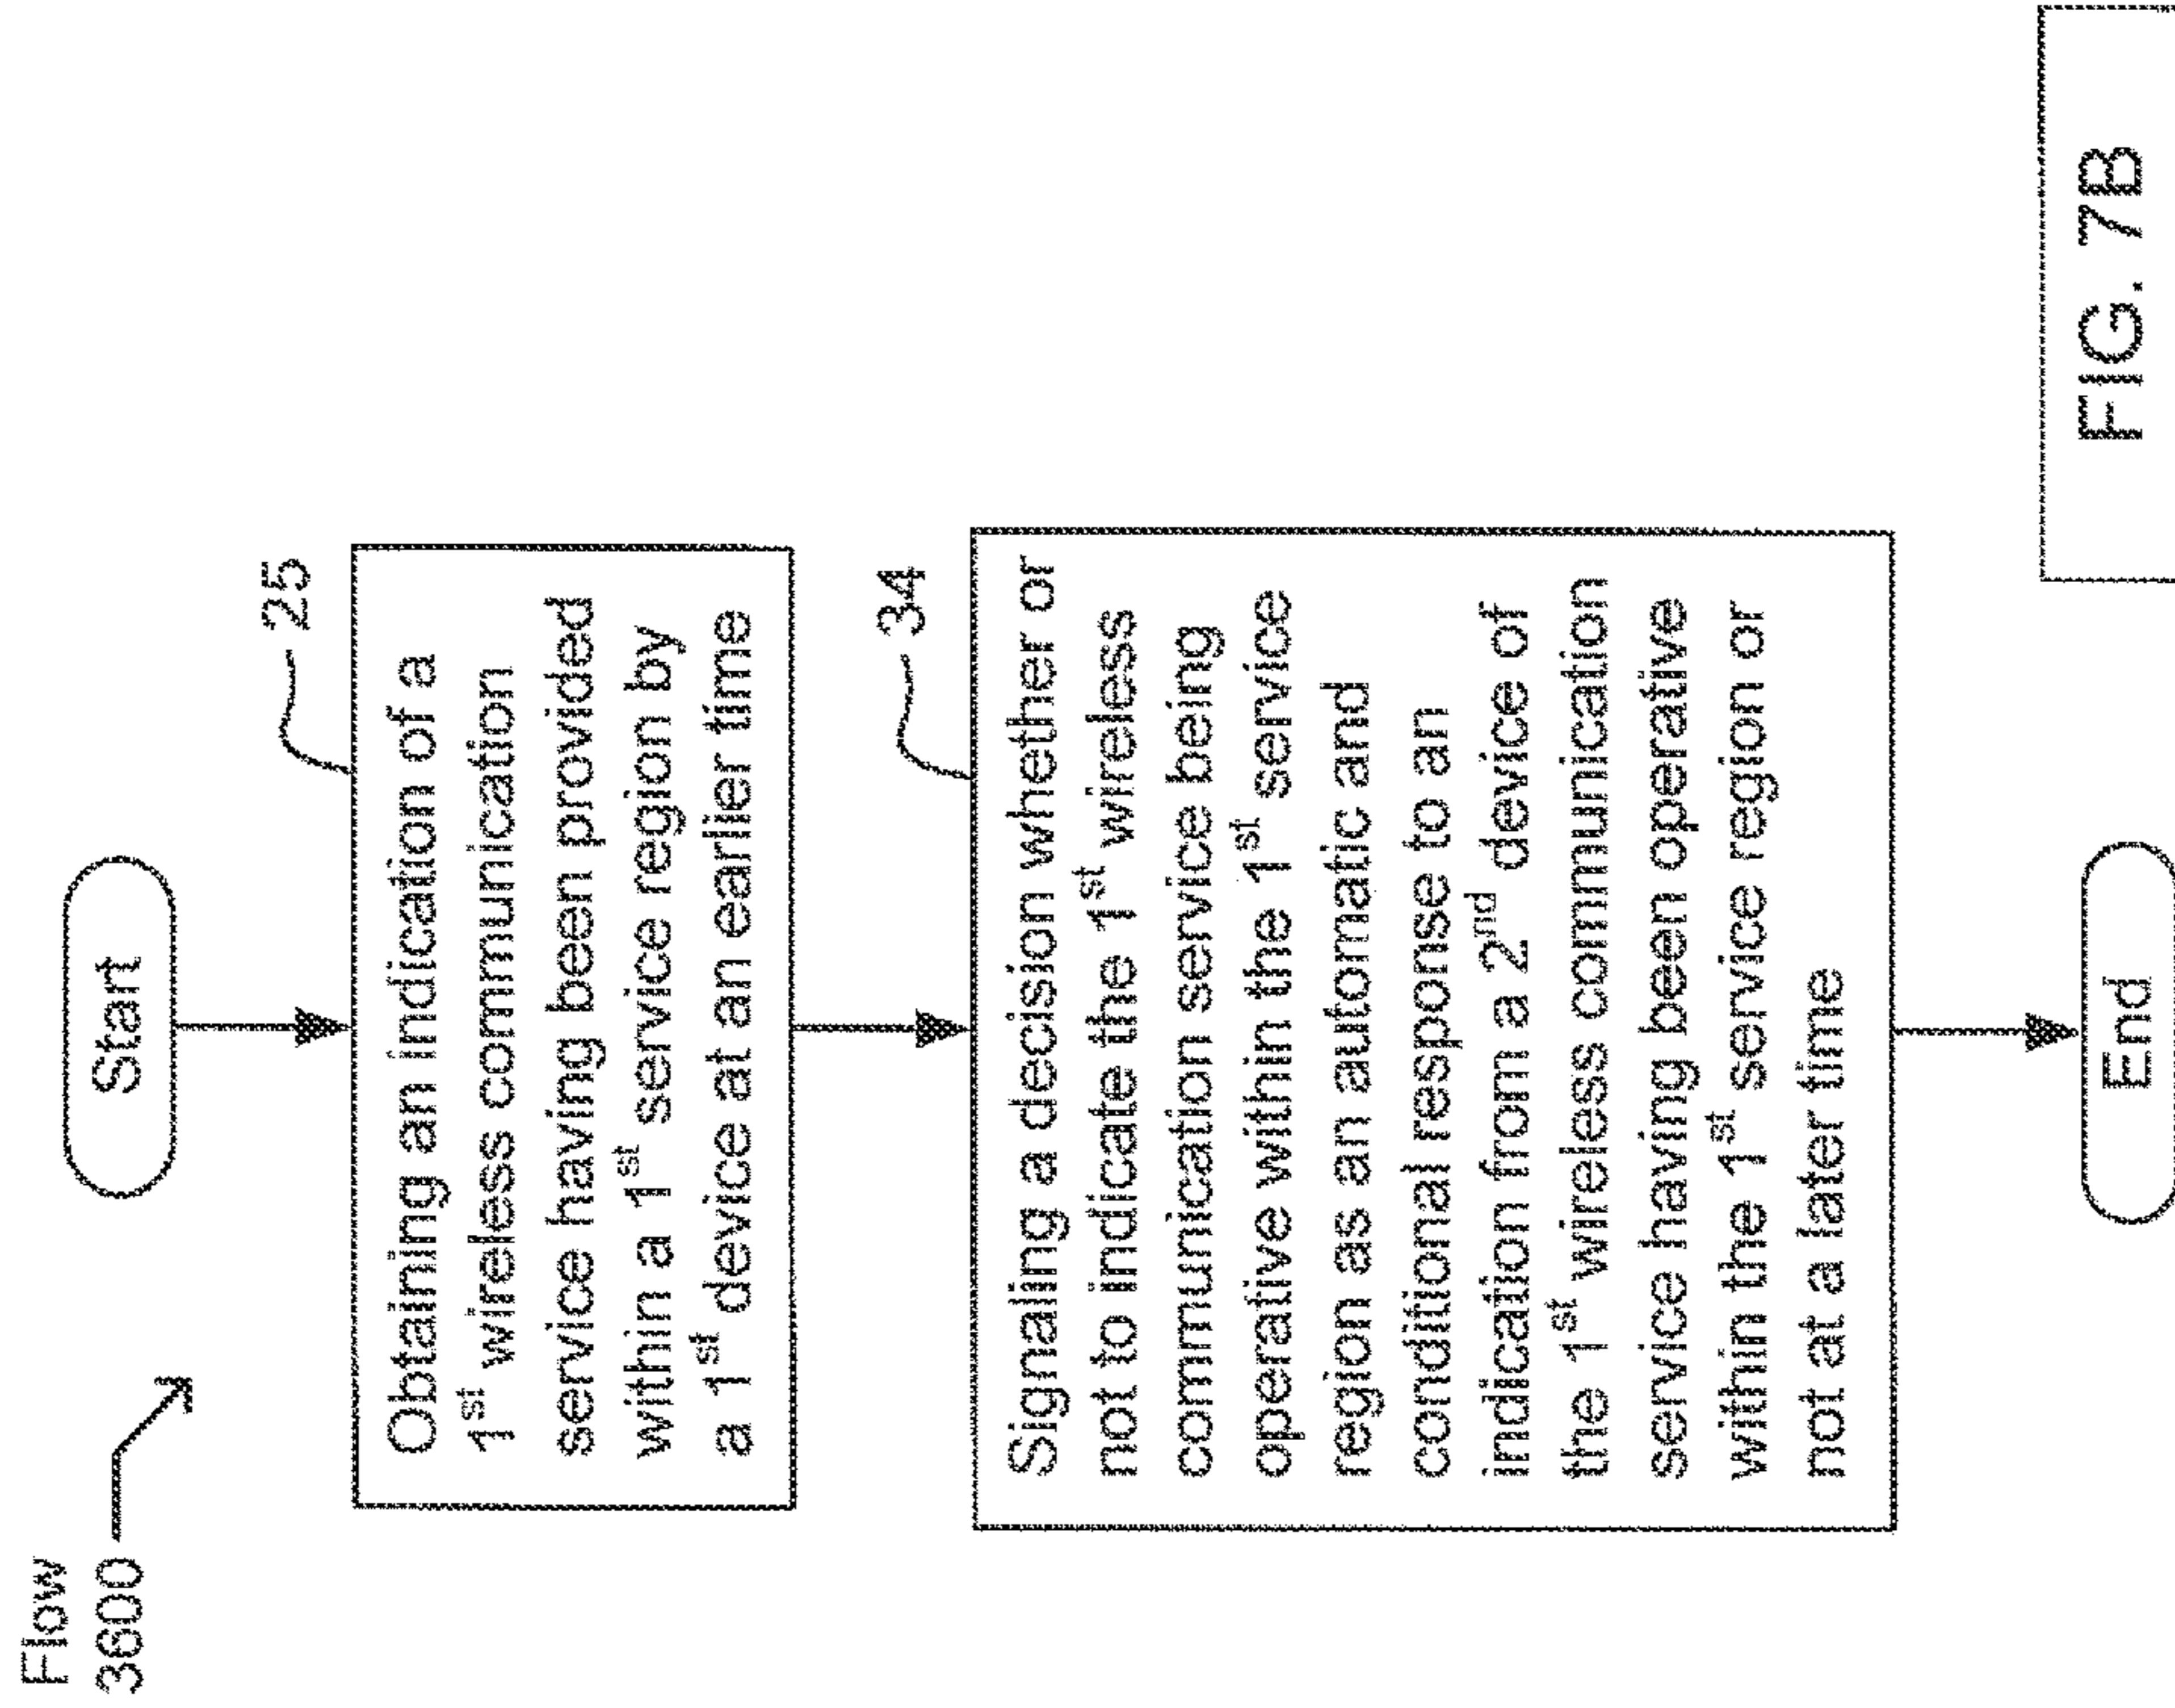 Flow
3600
Start
25
Obtaining an indication of a
1st wireless communication
service having been provided
within a 1st service region by
a 1st device at an earlier time
34
Signaling a decision whether or
not to indicate the 1st wireless
communication service being
operative within the 1st service
region as an automatic and
conditional response to an
indication from a 2nd device of
the 1st wireless communication
service having been operative
within the 1st service region or
not at a later time
End
FIG. 7B